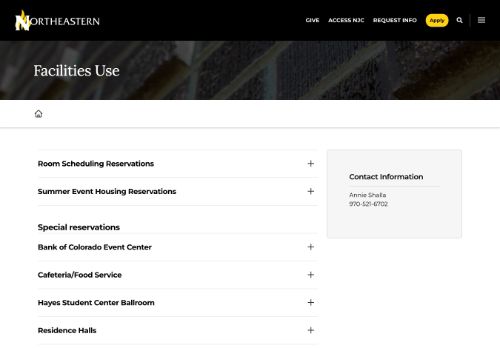 NORTHEASTERN
GIVE ACCESS NJC REQUEST INFO Apply
Facilities Use
Room Scheduling Reservations
Summer Event Housing Reservations
Special reservations
Bank of Colorado Event Center
Cafeteria/Food Service
Hayes Student Center Ballroom
Residence Halls
Contact Information
Annie Shalla
970-521-6702